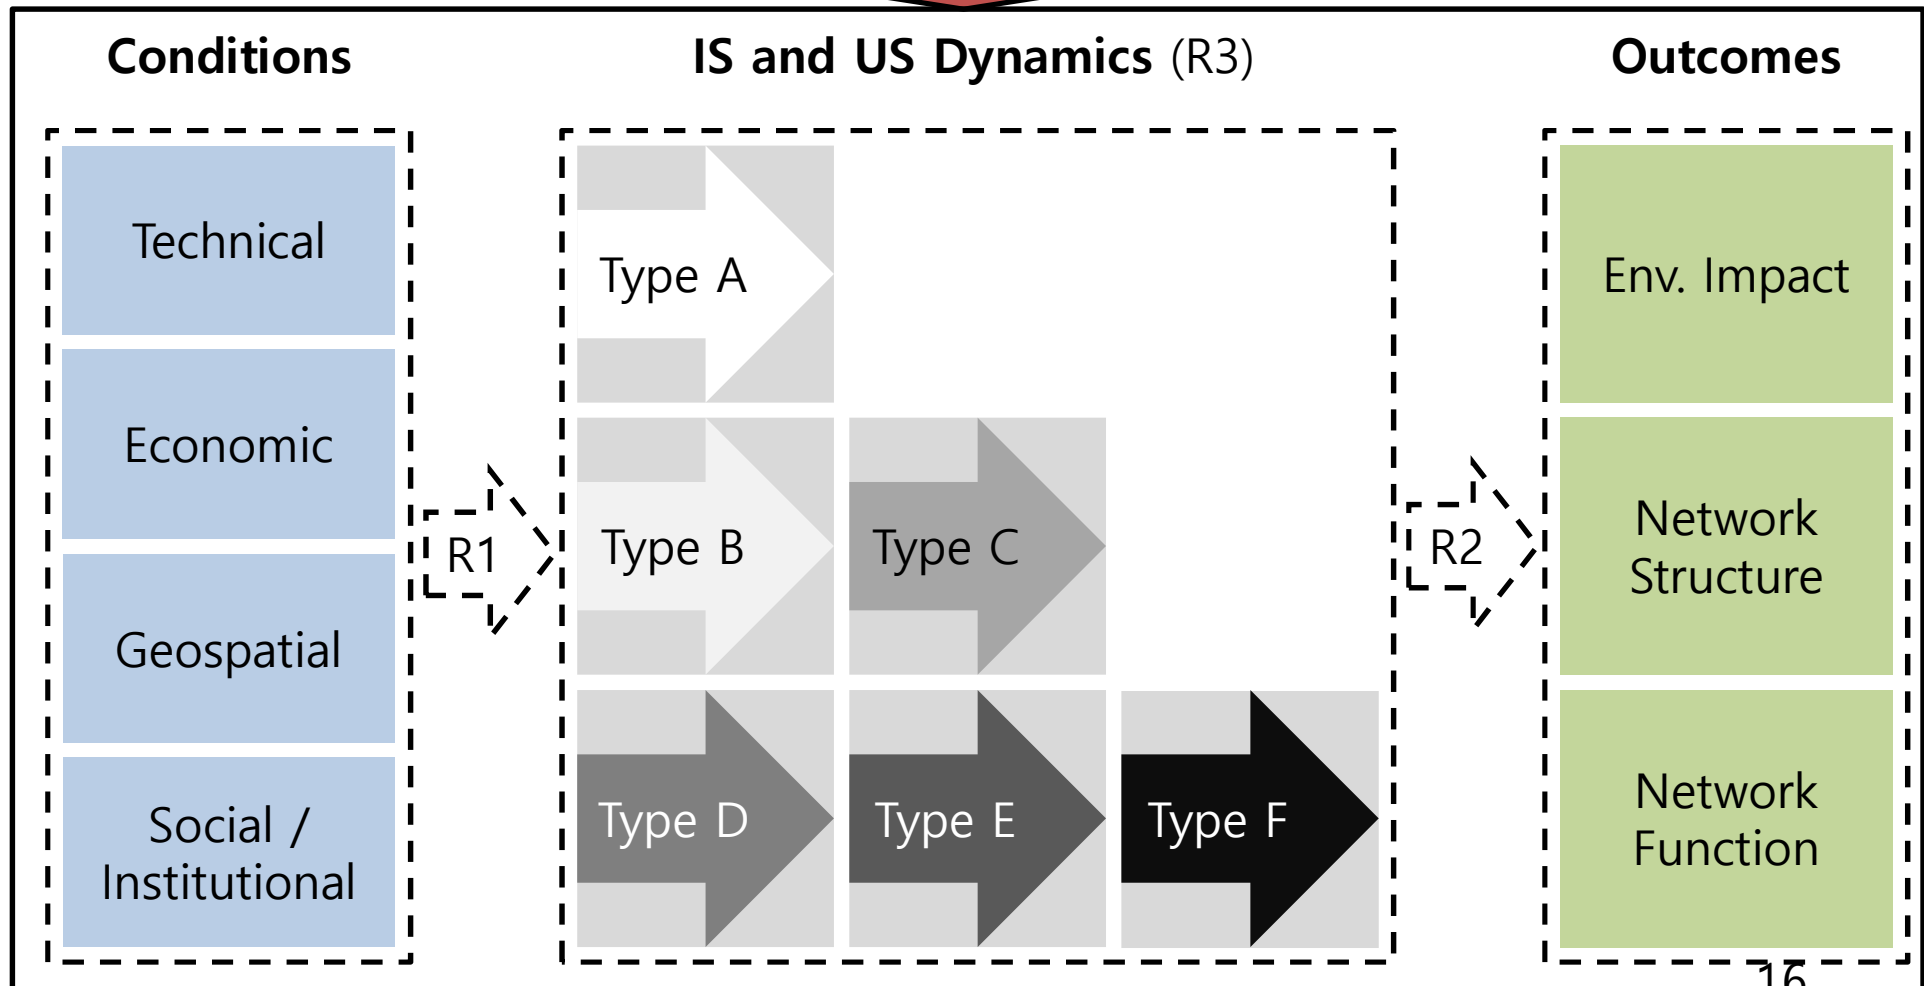 Conditions
IS and US Dynamics (R3)
Outcomes
Technical
Economic
Geospatial
Social /
Institutional
R1
Type A
Type B
Type C
Type D
Type E
Type F
R2
Env. Impact
Network
Structure
Network
Function
16